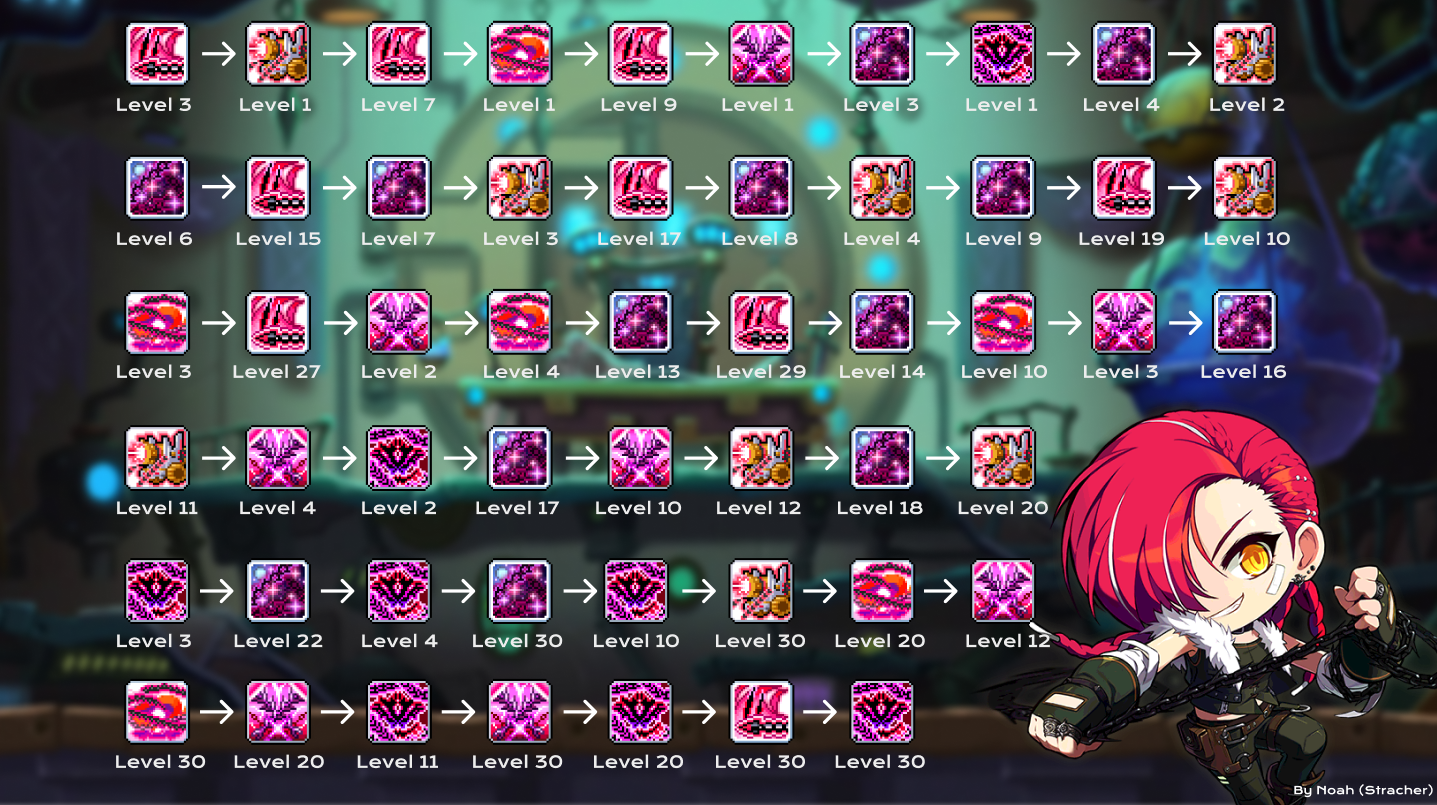 Level 3 Level 1 Level 7 Level 1 Level 9 Level 1 Level 3 Level 1 Level 4 Level 2
Level 6 Level 15 Level 7 Level 3 Level 17 Level 8 Level 4 Level 9 Level 19 Level 10
Level 3 Level 27 Level 2 Level 4 Level 13 Level 29 Level 14 Level 10 Level 3 Level 16
Level 11 Level 4 Level 2 Level 17 Level 10 Level 12 Level 18 Level 20
Level 3 Level 22 Level 4 Level 30 Level 10 Level 30 Level 20 Level 12
Level 30 Level 20 Level 11 Level 30 Level 20 Level 30 Level 30
By Noah (Stracher)